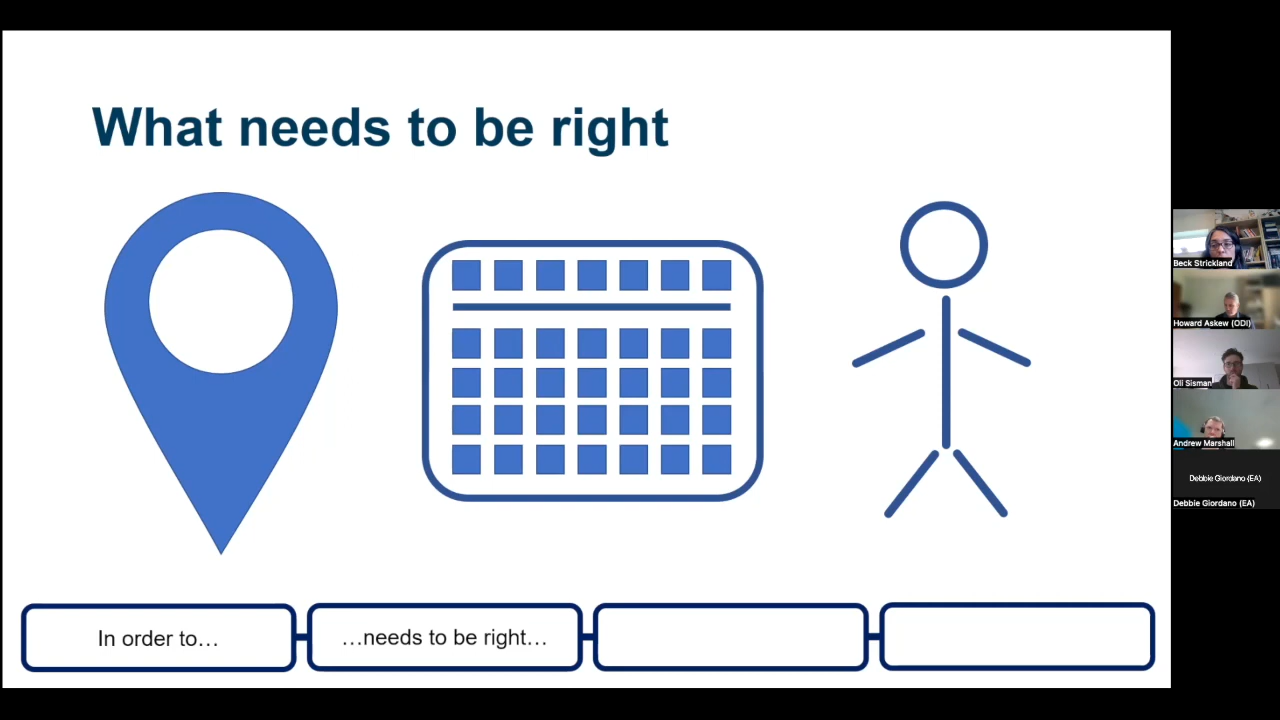 What needs to be right
In order to…
…needs to be right…
Beck Strickland
Howard Askew (ODI)
Oli Sisman
Andrew Marshall
Debbie Giordano (EA)
Debbie Giordano (EA)